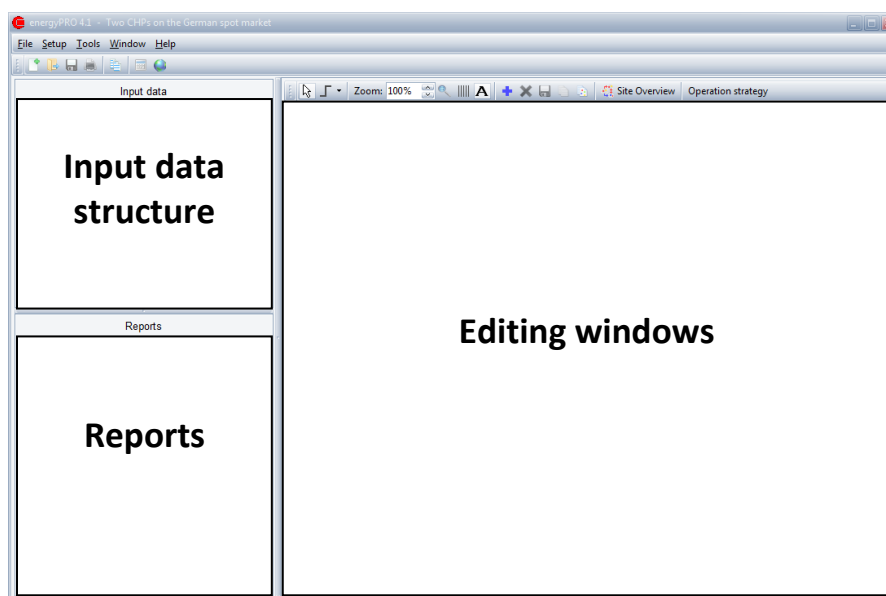 energyPRO 4.1 - Two CHPs on the German spot market
File Setup Tools Window Help
Input data
Zoom: 100% A Site Overview Operation strategy
Input data
structure
Editing windows
Reports
Reports